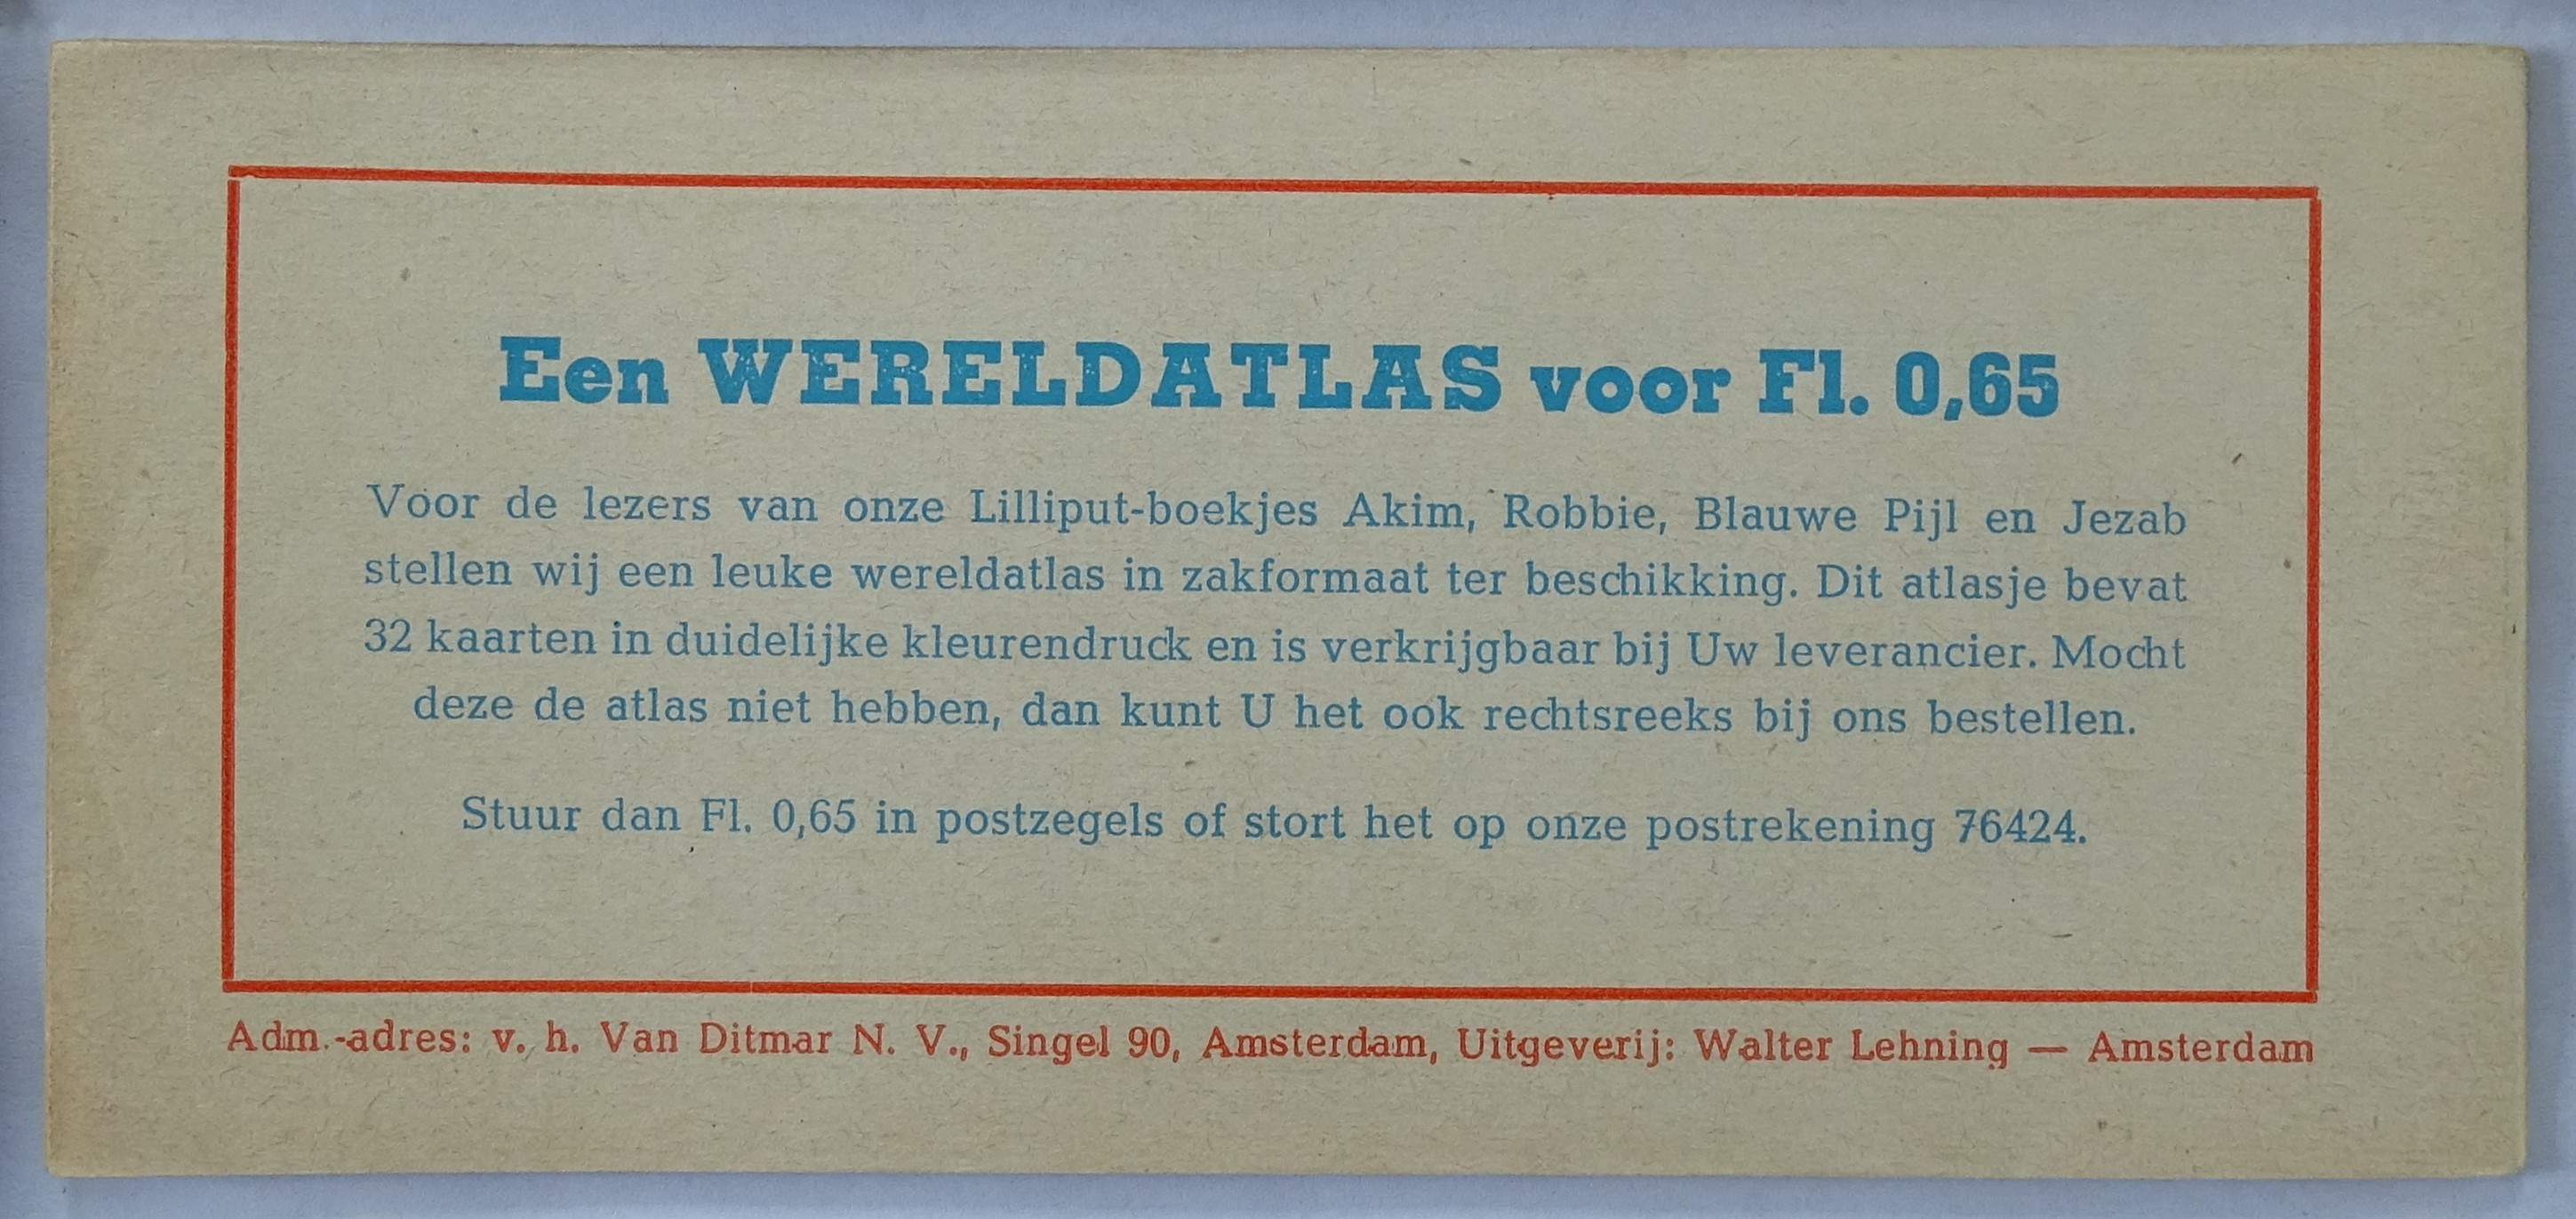 Een WERELDATLAS voor Fl. 0,65
Voor de lezers van onze Lilliput-boekjes Akim, Robbie, Blauwe Pijl en Jezab
stellen wij een leuke wereldatlas in zakformaat ter beschikking. Dit atlasje bevat
32 kaarten in duidelijke kleurendruck en is verkrijgbaar bij Uw leverancier. Mocht
deze de atlas niet hebben, dan kunt U het ook rechtsreeks bij ons bestellen.
Stuur dan Fl. 0,65 in postzegels of stort het op onze postrekening 76424.
Adm.-adres: v. h. Van Ditmar N. V., Singel 90, Amsterdam, Uitgeverij: Walter Lehning — Amsterdam